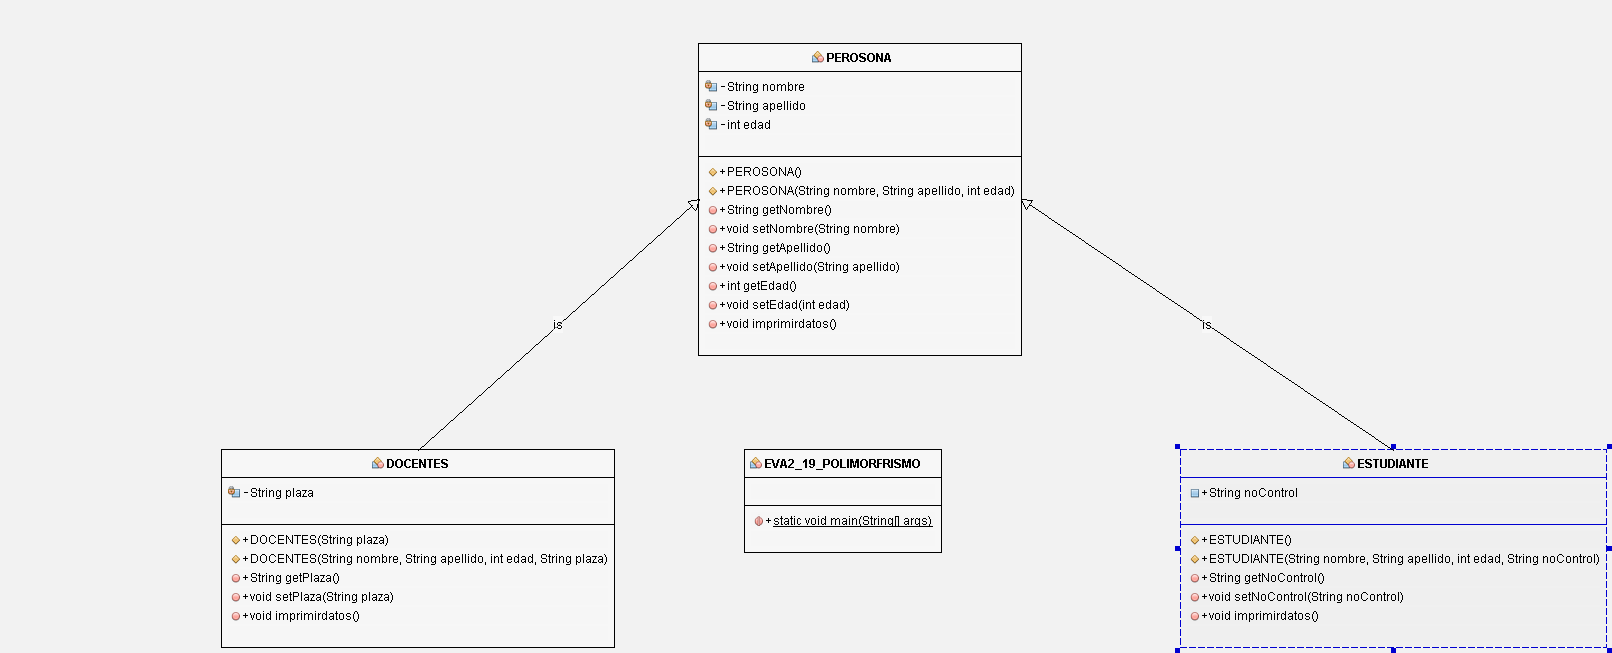 PEROSONA
- String nombre
- String apellido
- int edad
+ PEROSONA()
+ PEROSONA(String nombre, String apellido, int edad)
+ String getNombre()
+ void setNombre(String nombre)
+ String getApellido()
+ void setApellido(String apellido)
+ int getEdad()
+ void setEdad(int edad)
+ void imprimirdatos()
is
is
DOCENTES
- String plaza
+ DOCENTES(String plaza)
+ DOCENTES(String nombre, String apellido, int edad, String plaza)
+ String getPlaza()
+ void setPlaza(String plaza)
+ void imprimirdatos()
EVA2_19_POLIMORFRISMO
+ static void main(String[] args)
ESTUDIANTE
+ String noControl
+ ESTUDIANTE()
+ ESTUDIANTE(String nombre, String apellido, int edad, String noControl)
+ String getNoControl()
+ void setNoControl(String noControl)
+ void imprimirdatos()